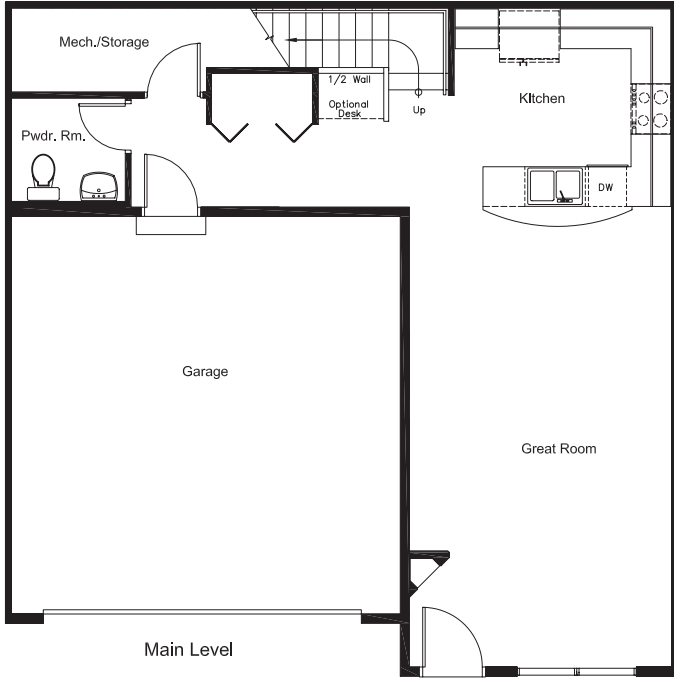 Mech./Storage
1/2 Wall
Optional
Desk
Up
KItchen
Pwdr. Rm.
DW
Garage
Great Room
Main Level